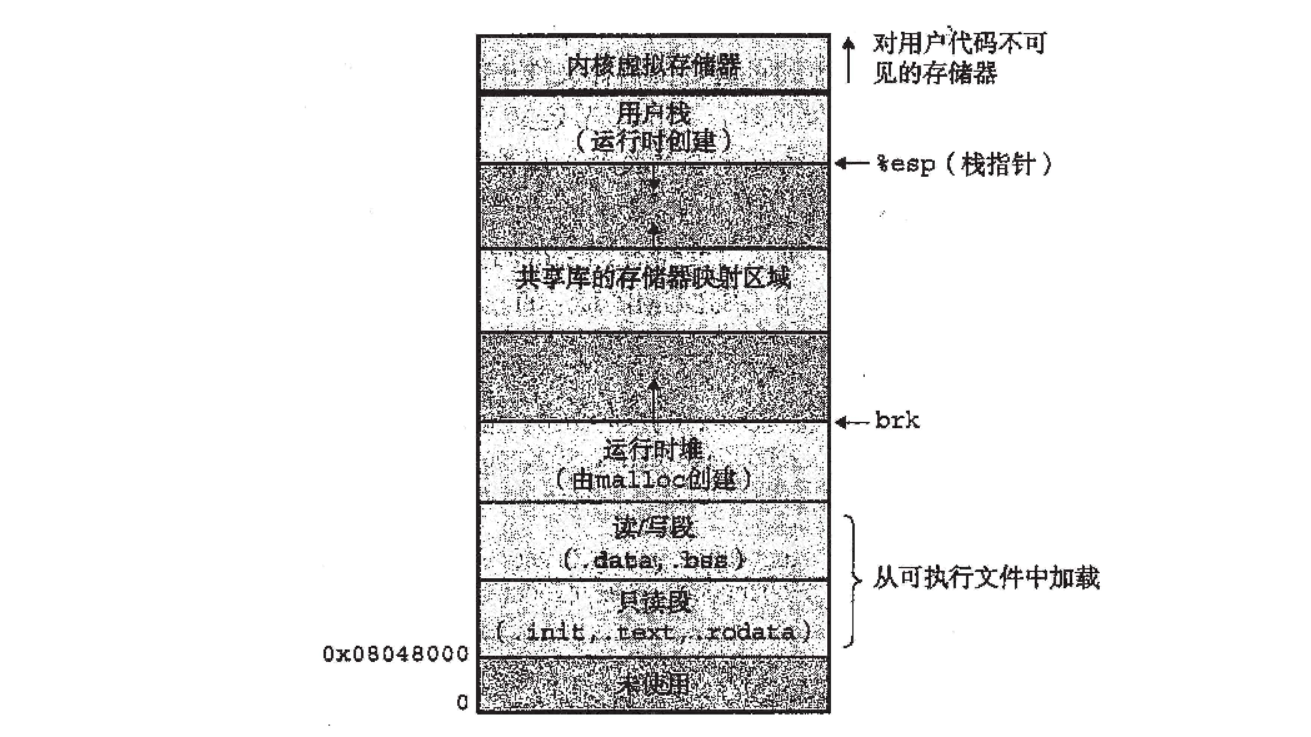 内核虚拟存储器
对用户代码不可
见的存储器
用户栈
(运行时创建)
%esp(栈指针)
共享库的存储器映射区域
brk
运行时堆
(由malloc创建)
读/写段
(.data,.bss)
从可执行文件中加载
只读段
(.init,.text,.rodata)
0x08048000
未使用
0